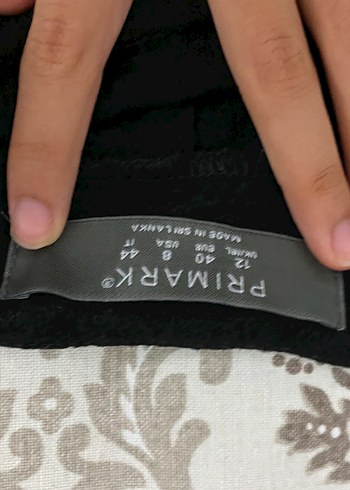 PRIMARK®
12 40 8 44
UK/IRL EUR USA IT
MADE IN SRI LANKA